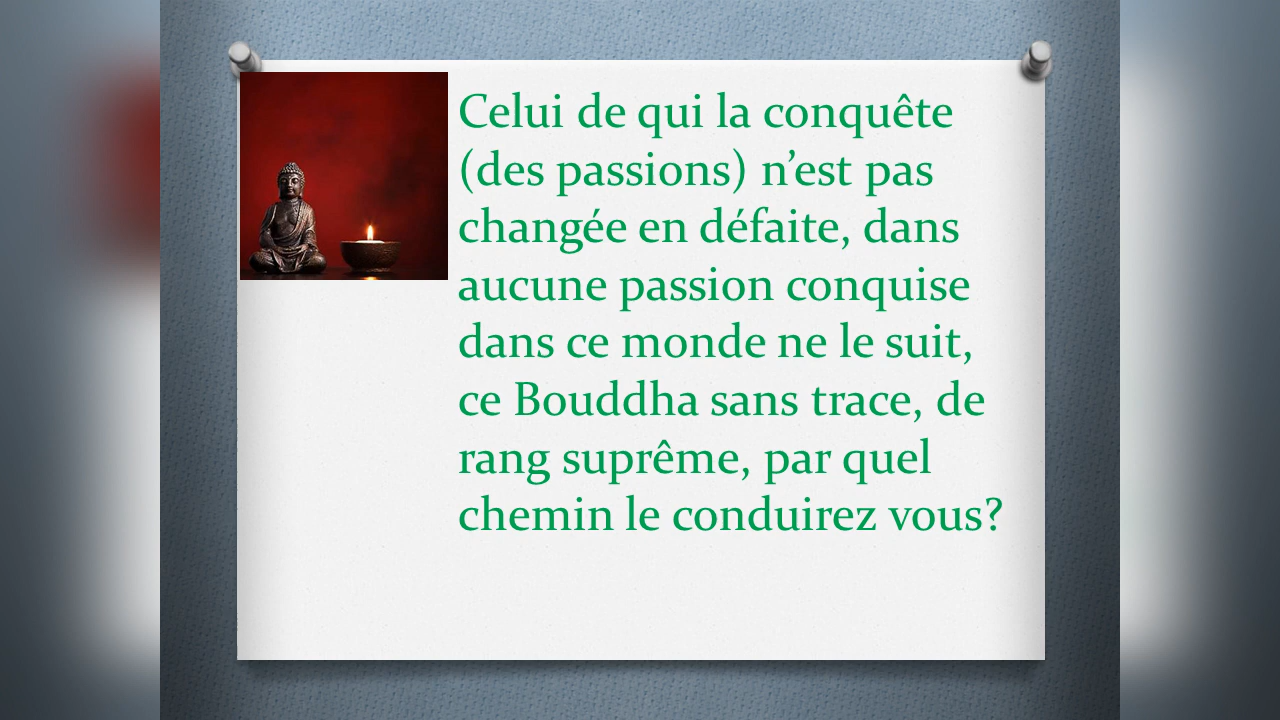 Celui de qui la conquête
(des passions) n’est pas
changée en défaite, dans
aucune passion conquise
dans ce monde ne le suit,
ce Bouddha sans trace, de
rang suprême, par quel
chemin le conduirez vous?